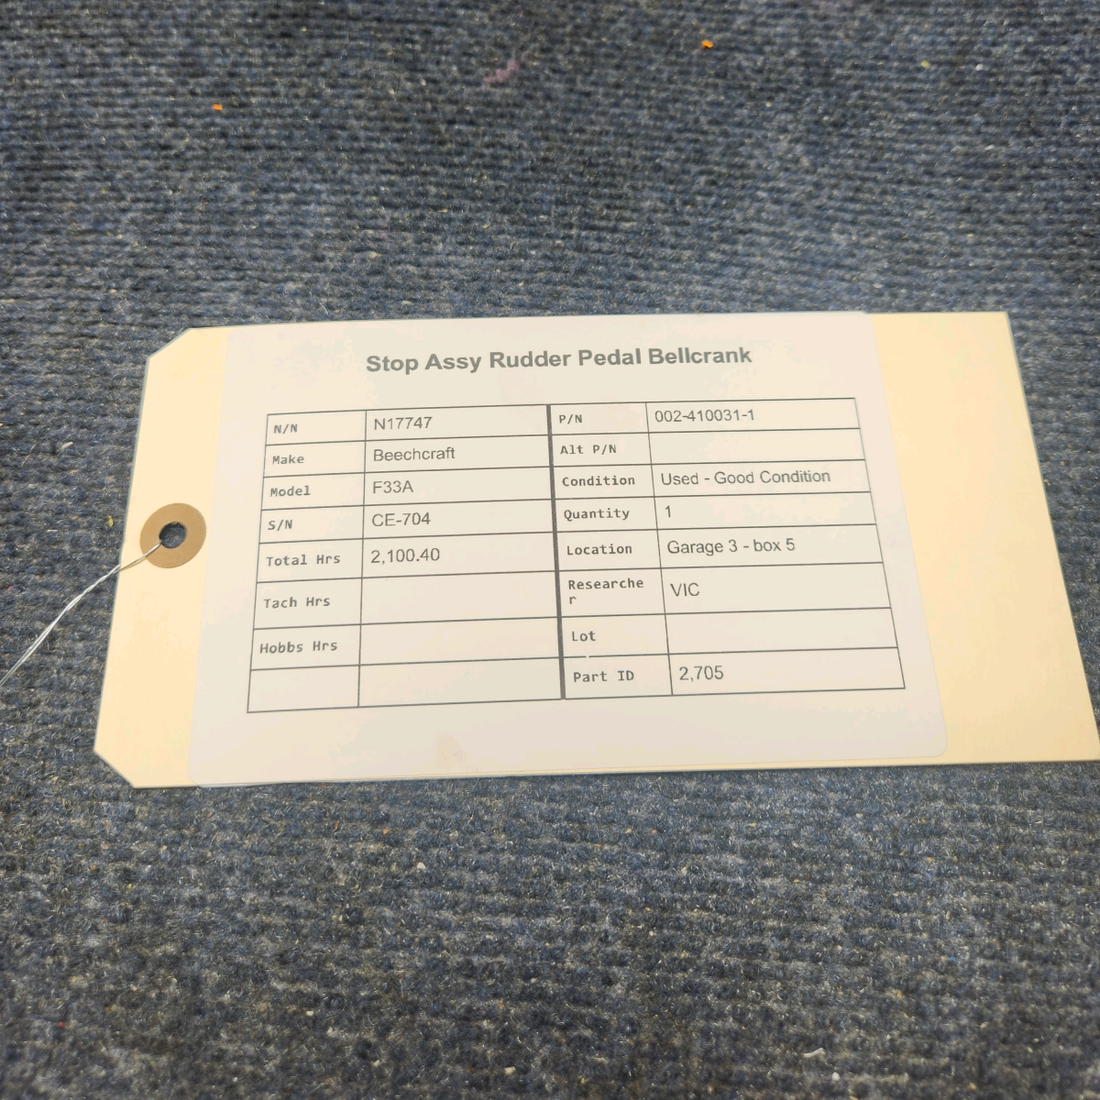 Stop Assy Rudder Pedal Bellcrank
N/N N17747 P/N 002-410031-1
Make Beechcraft Alt P/N
Model F33A Condition Used - Good Condition
S/N CE-704 Quantity 1
Total Hrs 2,100.40 Location Garage 3 - box 5
Tach Hrs Researche
r VIC
Hobbs Hrs Lot
Part ID 2,705